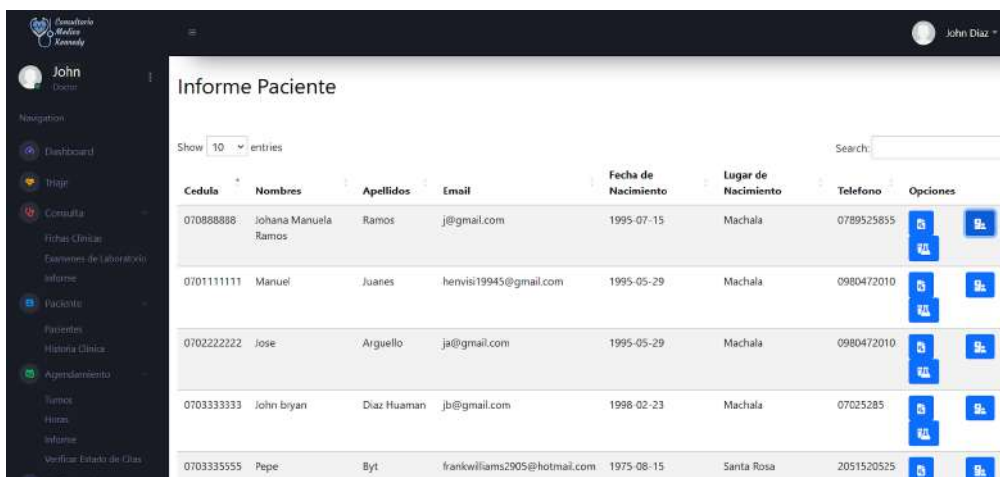 Consultorio
Medico
Kennedy
John Diaz
John
Doctor
Navigation
Dashboard
Triaje
Consulta
Fichas Clinicas
Examenes de Laboratorio
Informe
Paciente
Pacientes
Historia Clinica
Agendamiento
Turnos
Horas
Informe
Verificar Estado de Citas
Informe Paciente
Show 10 entries
Search:
Cedula Nombres Apellidos Email Fecha de Nacimiento Lugar de Nacimiento Telefono Opciones
070888888 Johana Manuela Ramos Ramos j@gmail.com 1995-07-15 Machala 0789525855
0701111111 Manuel Juanes henvisi19945@gmail.com 1995-05-29 Machala 0980472010
0702222222 Jose Arguello ja@gmail.com 1995-05-29 Machala 0980472010
0703333333 John bryan Diaz Huaman jb@gmail.com 1998-02-23 Machala 07025285
0703335555 Pepe Byt frankwilliams2905@hotmail.com 1975-08-15 Santa Rosa 2051520525